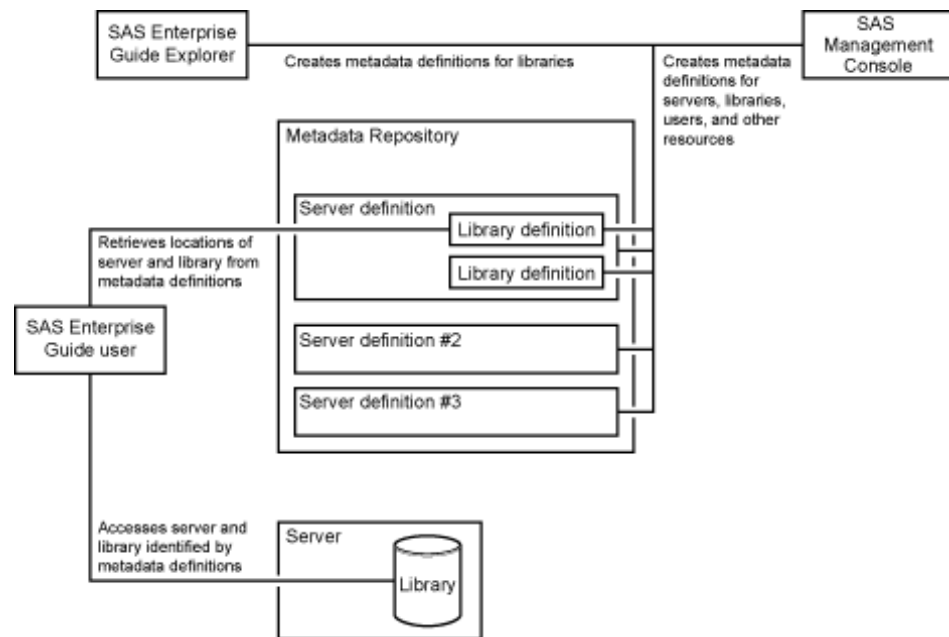 SAS Enterprise
Guide Explorer
SAS
Management
Console
Creates metadata definitions for libraries
Creates metadata
definitions for
servers, libraries,
users, and other
resources
Metadata Repository
Server definition
Library definition
Library definition
Retrieves locations of
server and library from
metadata definitions
SAS Enterprise
Guide user
Server definition #2
Server definition #3
Accesses server and
library identified by
metadata definitions
Server
Library